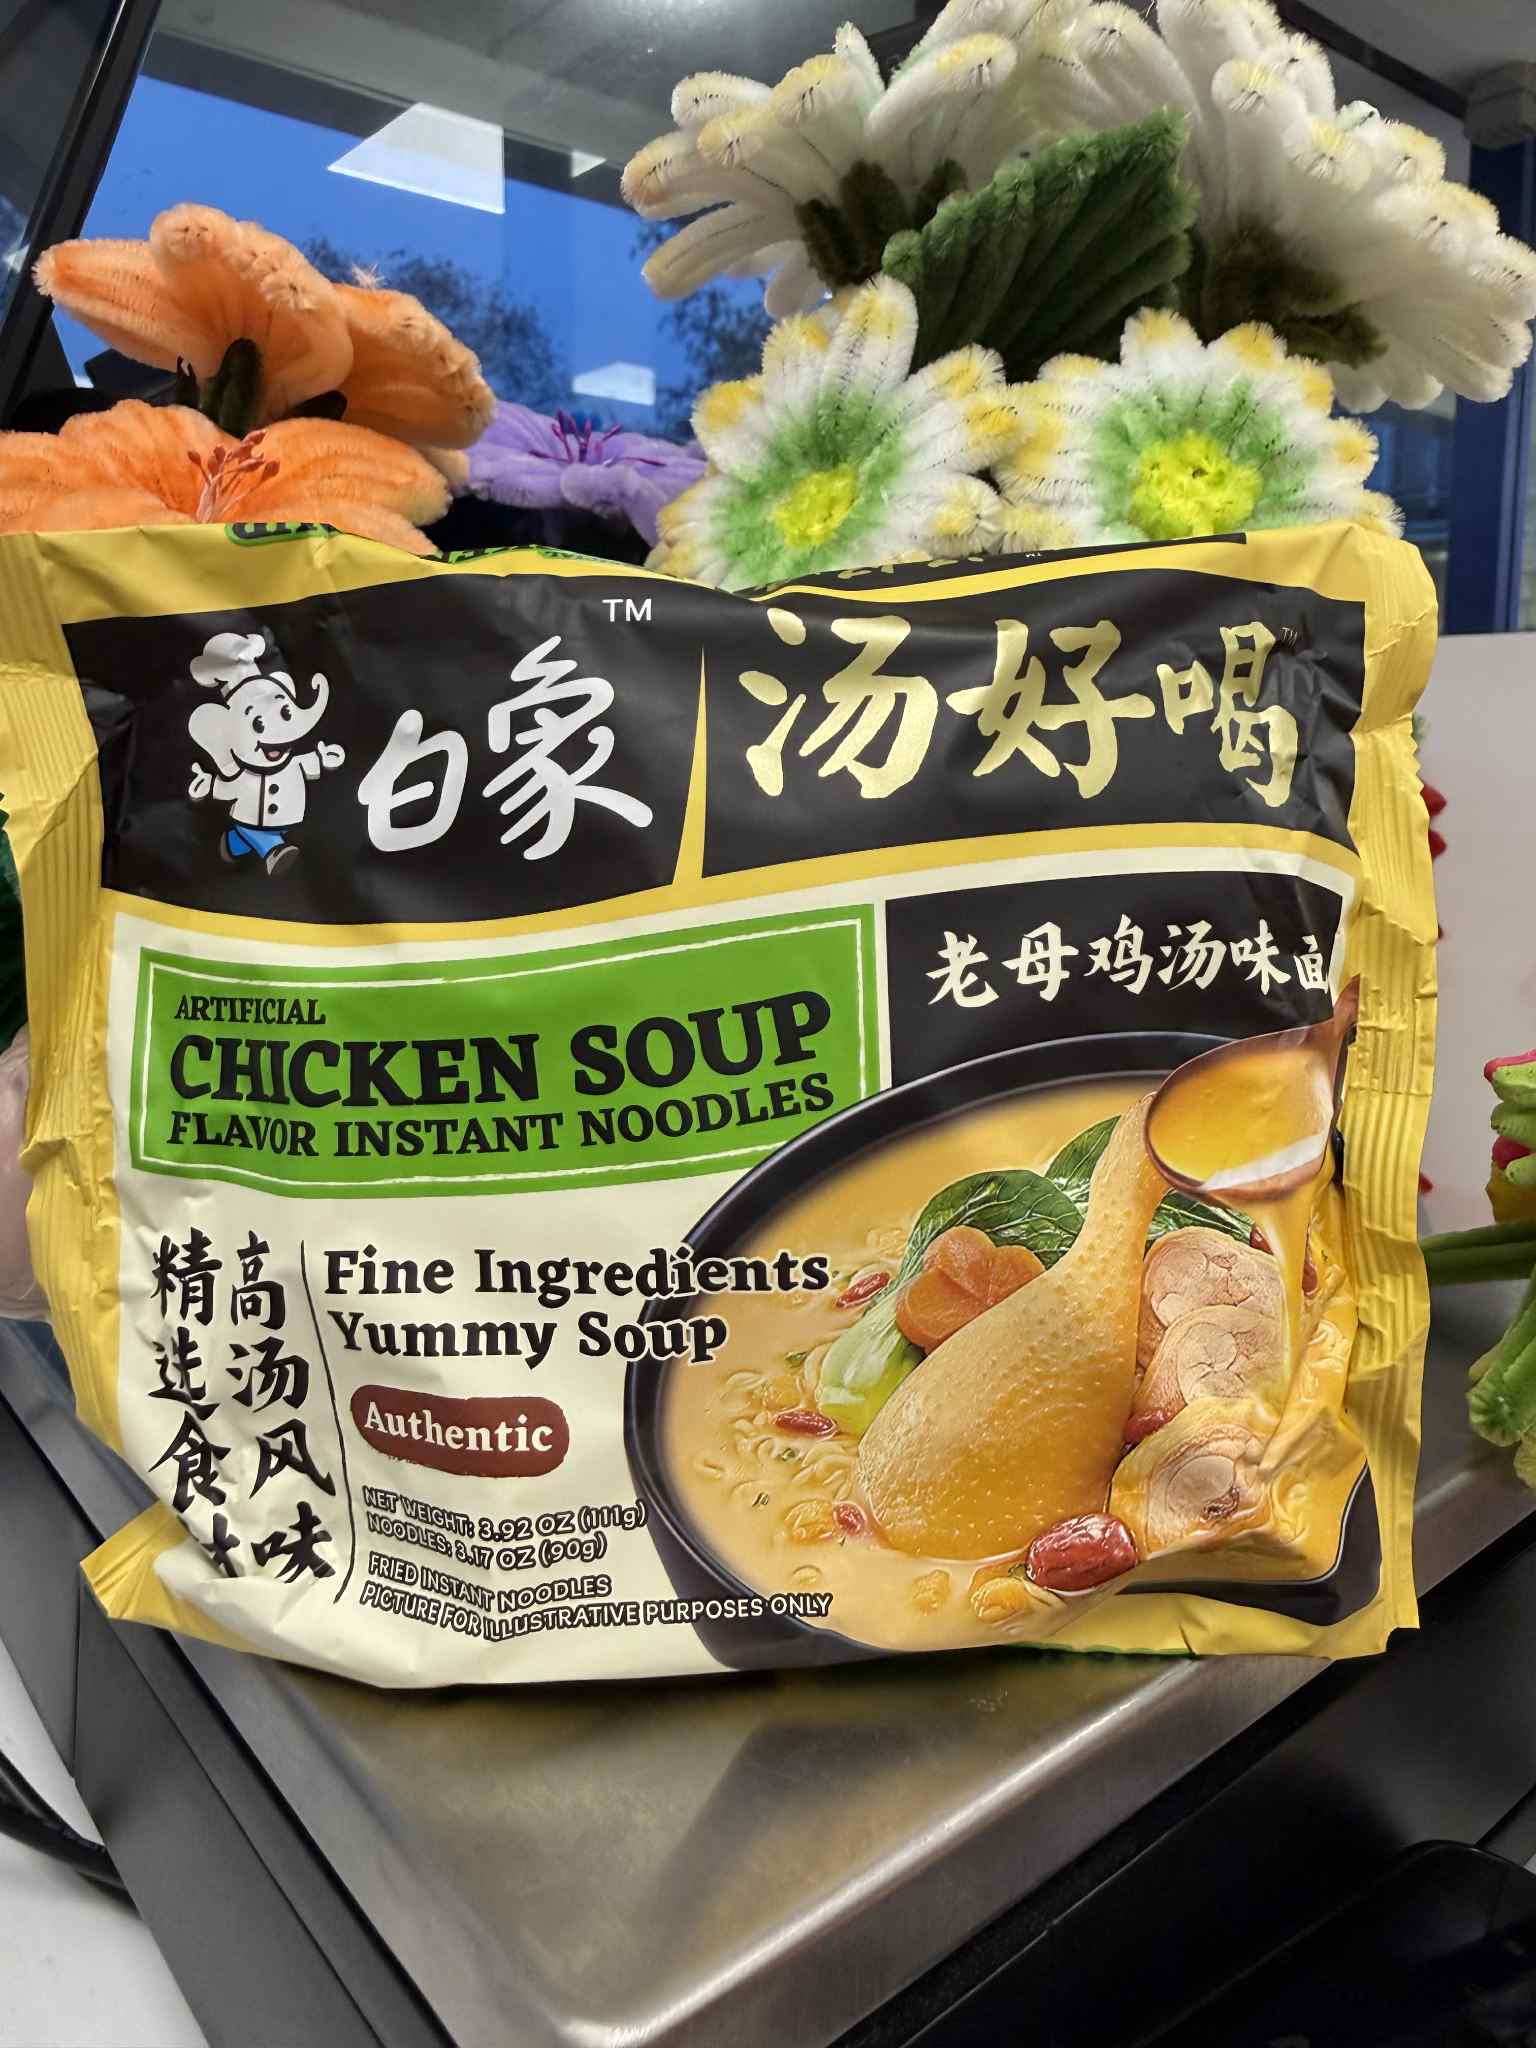 白象 TM
汤好喝 TM
老母鸡汤味面
ARTIFICIAL
CHICKEN SOUP
FLAVOR INSTANT NOODLES
高汤风味
精选食材
Fine Ingredients
Yummy Soup
Authentic
NET WEIGHT: 3.92 OZ (111g)
NOODLES: 3.17 OZ (90g)
FRIED INSTANT NOODLES
PICTURE FOR ILLUSTRATIVE PURPOSES ONLY